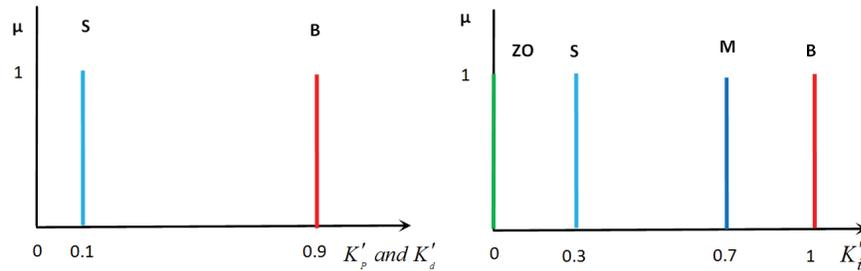 μ
S
B
1
0 0.1 0.9 K′p and K′d
μ
ZO S M B
1
0 0.3 0.7 1 K′i